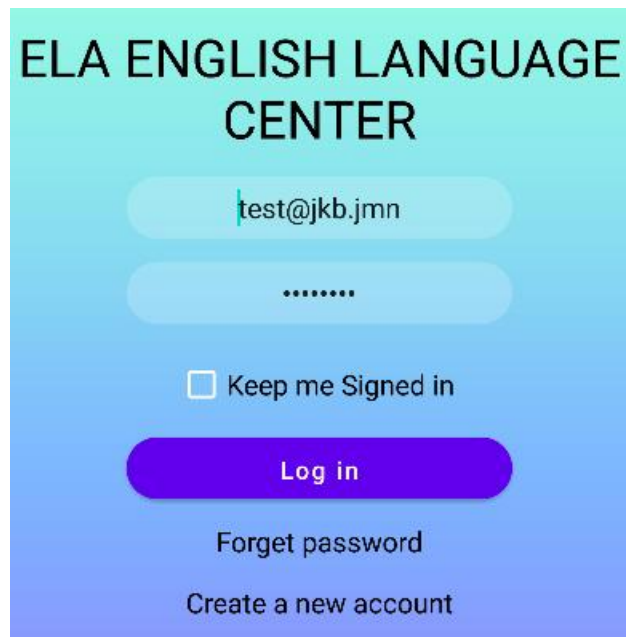 ELA ENGLISH LANGUAGE
CENTER
test@jkb.jmn
••••••••
Keep me Signed in
Log in
Forget password
Create a new account